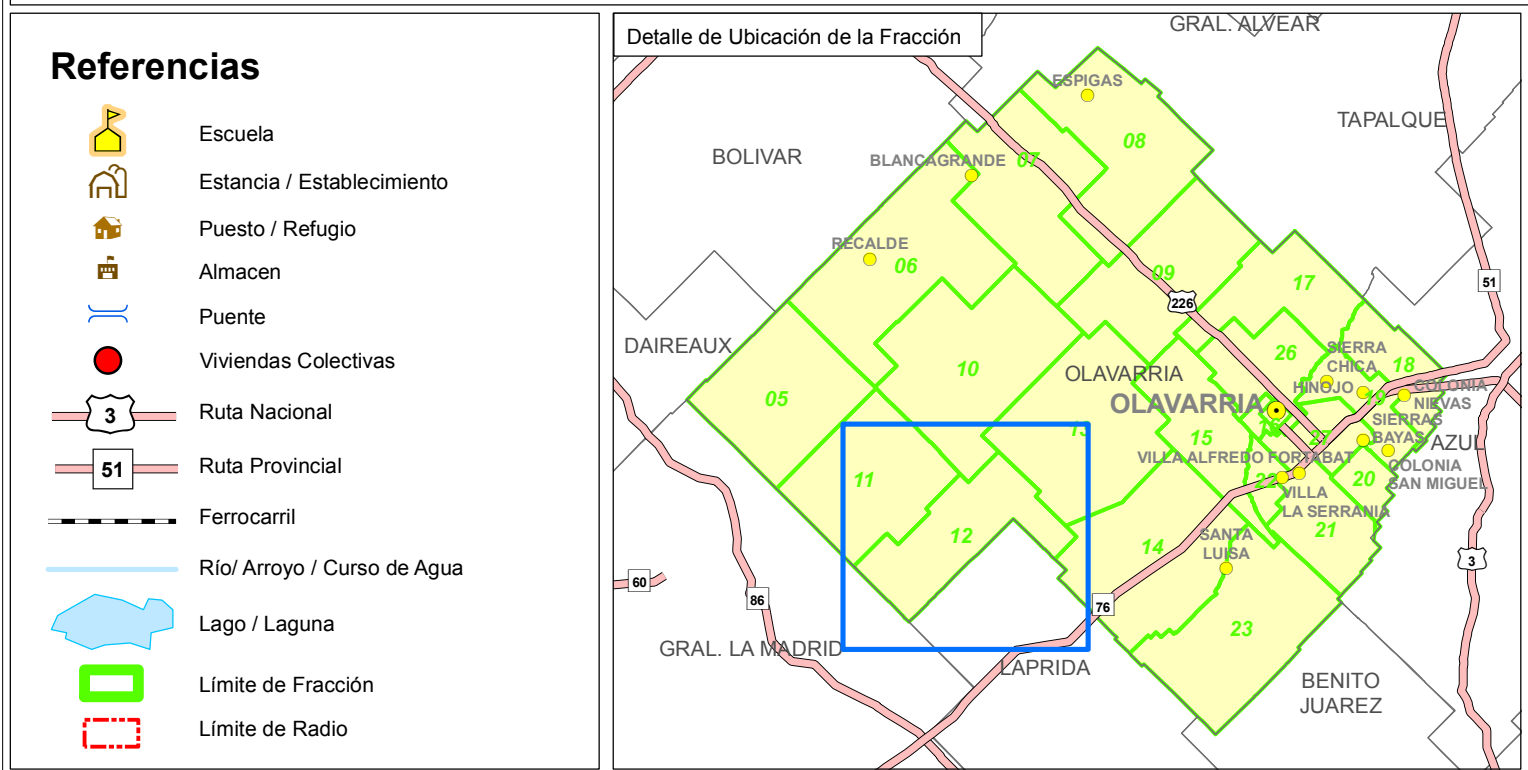 Referencias
Escuela
Estancia / Establecimiento
Puesto / Refugio
Almacen
Puente
Viviendas Colectivas
3
Ruta Nacional
51
Ruta Provincial
Ferrocarril
Río/ Arroyo / Curso de Agua
Lago / Laguna
Límite de Fracción
Límite de Radio
Detalle de Ubicación de la Fracción
GRAL. ALVEAR
ESPIGAS
TAPALQUE
08
BOLIVAR
BLANCAGRANDE
07
RECALDE
06
09
17
51
226
DAIREAUX
SIERRA
CHICA
26
18
10
OLAVARRIA
HINOJO
COLONIA
NIEVAS
19
05
OLAVARRIA
SIERRAS
BAYAS
13
15
27
AZUL
VILLA ALFREDO FORTABAT
COLONIA
SAN MIGUEL
11
22
20
VILLA
LA SERRANIA
21
12
14
SANTA
LUISA
3
60
86
76
23
GRAL. LA MADRID
LAPRIDA
BENITO
JUAREZ